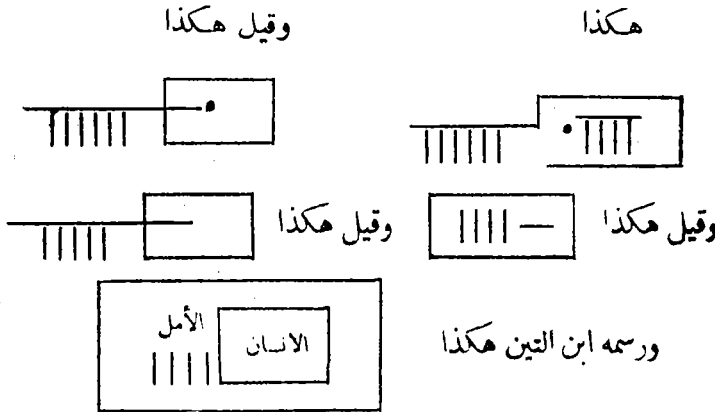 هكذا
وقيل هكذا
وقيل هكذا
وقيل هكذا
ورسمه ابن التين هكذا
الأمل
الانسان